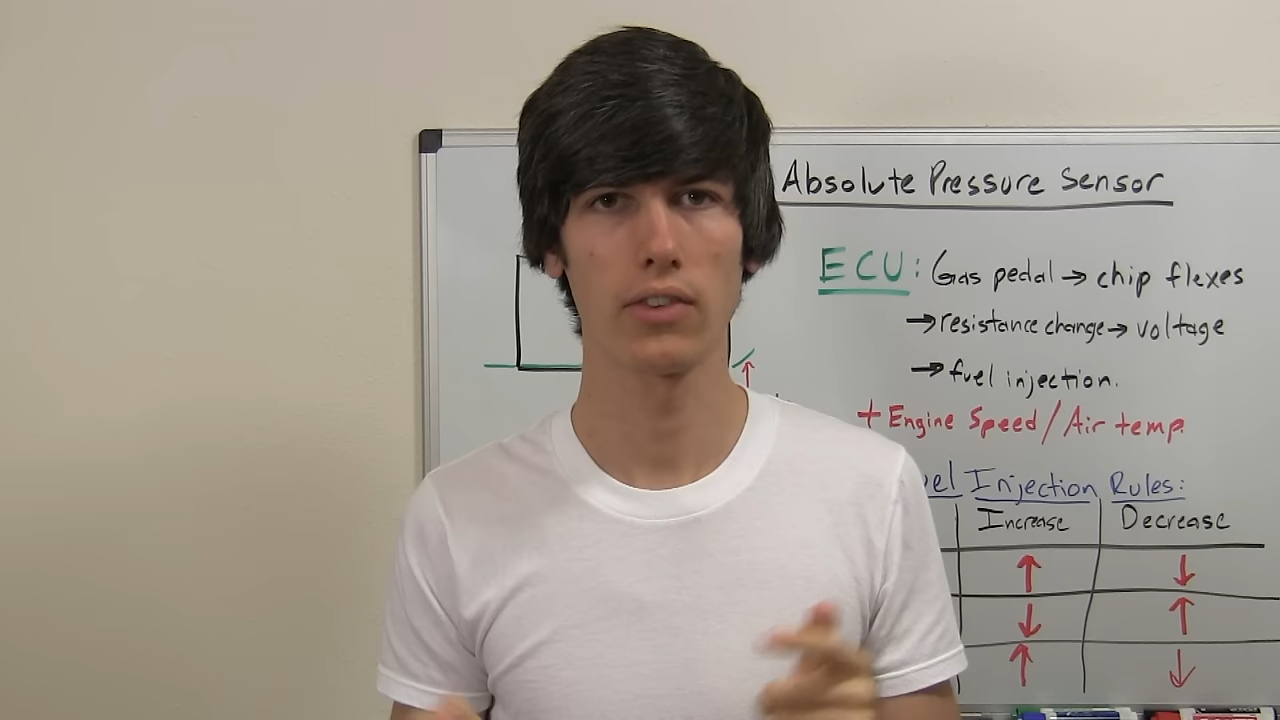 Absolute Pressure Sensor
ECU: Gas pedal → chip flexes
→ resistance change → voltage
→ fuel injection.
+ Engine Speed/Air temp.
Injection Rules:
Increase Decrease
↑ ↓
↓ ↑
↑ ↓